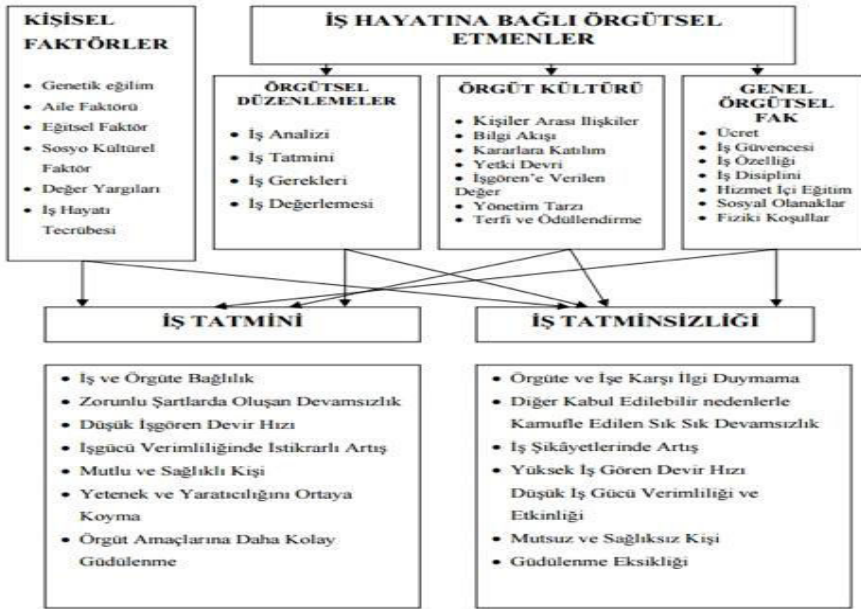 KİŞİSEL
FAKTÖRLER
• Genetik eğilim
• Aile Faktörü
• Eğitsel Faktör
• Sosyo Kültürel
Faktör
• Değer Yargıları
• İş Hayatı
Tecrübesi
İŞ HAYATINA BAĞLI ÖRGÜTSEL
ETMENLER
ÖRGÜTSEL
DÜZENLEMELER
• İş Analizi
• İş Tatmini
• İş Gerekleri
• İş Değerlemesi
ÖRGÜT KÜLTÜRÜ
• Kişiler Arası İlişkiler
• Bilgi Akışı
• Kararlara Katılım
• Yetki Devri
• İşgören'e Verilen
Değer
• Yönetim Tarzı
• Terfi ve Ödüllendirme
GENEL
ÖRGÜTSEL
FAK
• Ücret
• İş Güvencesi
• İş Özelliği
• İş Disiplini
• Hizmet İçi Eğitim
• Sosyal Olanaklar
• Fiziki Koşullar
İŞ TATMİNİ
• İş ve Örgüte Bağlılık
• Zorunlu Şartlarda Oluşan Devamsızlık
• Düşük İşgören Devir Hızı
• İşgücü Verimliliğinde İstikrarlı Artış
• Mutlu ve Sağlıklı Kişi
• Yetenek ve Yaratıcılığını Ortaya
Koyma
• Örgüt Amaçlarına Daha Kolay
Güdülenme
İŞ TATMİNSİZLİĞİ
• Örgüte ve İşe Karşı İlgi Duymama
• Diğer Kabul Edilebilir nedenlerle
Kamufle Edilen Sık Sık Devamsızlık
• İş Şikâyetlerinde Artış
• Yüksek İş Gören Devir Hızı
Düşük İş Gücü Verimliliği ve
Etkinliği
• Mutsuz ve Sağlıksız Kişi
• Güdülenme Eksikliği